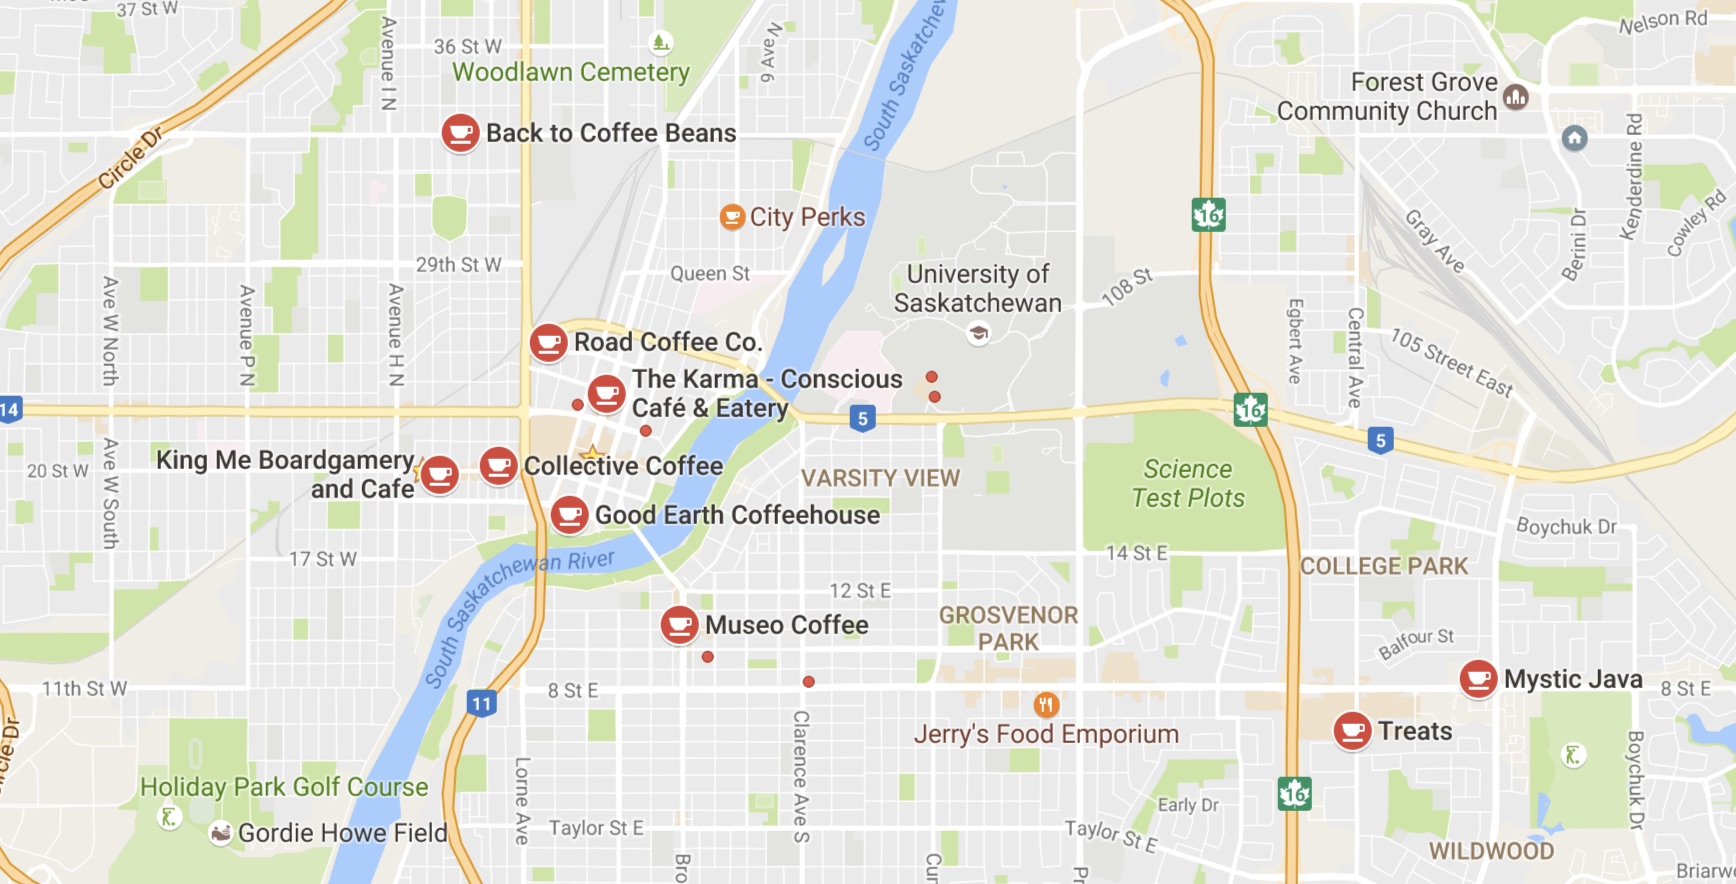 37 St W
Avenue I N
36 St W
9 Ave N
Woodlawn Cemetery
South Saskatchew
Nelson Rd
Forest Grove
Community Church
Circle Dr
Back to Coffee Beans
Kenderdine Rd
City Perks
16
Gray Ave
Berini Dr
Cowley Rd
29th St W
Queen St
University of
Saskatchewan
108 St
Ave W North
Avenue P N
Avenue H N
Egbert Ave
Central Ave
105 Street East
Road Coffee Co.
The Karma - Conscious
Café & Eatery
14
5
16
5
King Me Boardgamery
and Cafe
20 St W
Ave W South
Collective Coffee
VARSITY VIEW
Science
Test Plots
Good Earth Coffeehouse
Boychuk Dr
17 St W
South Saskatchewan River
14 St E
COLLEGE PARK
12 St E
GROSVENOR
PARK
Museo Coffee
Balfour St
11th St W
8 St E
11
Mystic Java
8 St E
Jerry's Food Emporium
Treats
Circle Dr
Clarence Ave S
Lorne Ave
Boychuk Dr
Holiday Park Golf Course
16
Early Dr
Gordie Howe Field
Taylor St E
Taylor St E
WILDWOOD
Bro
Cur
Pr
Briarw